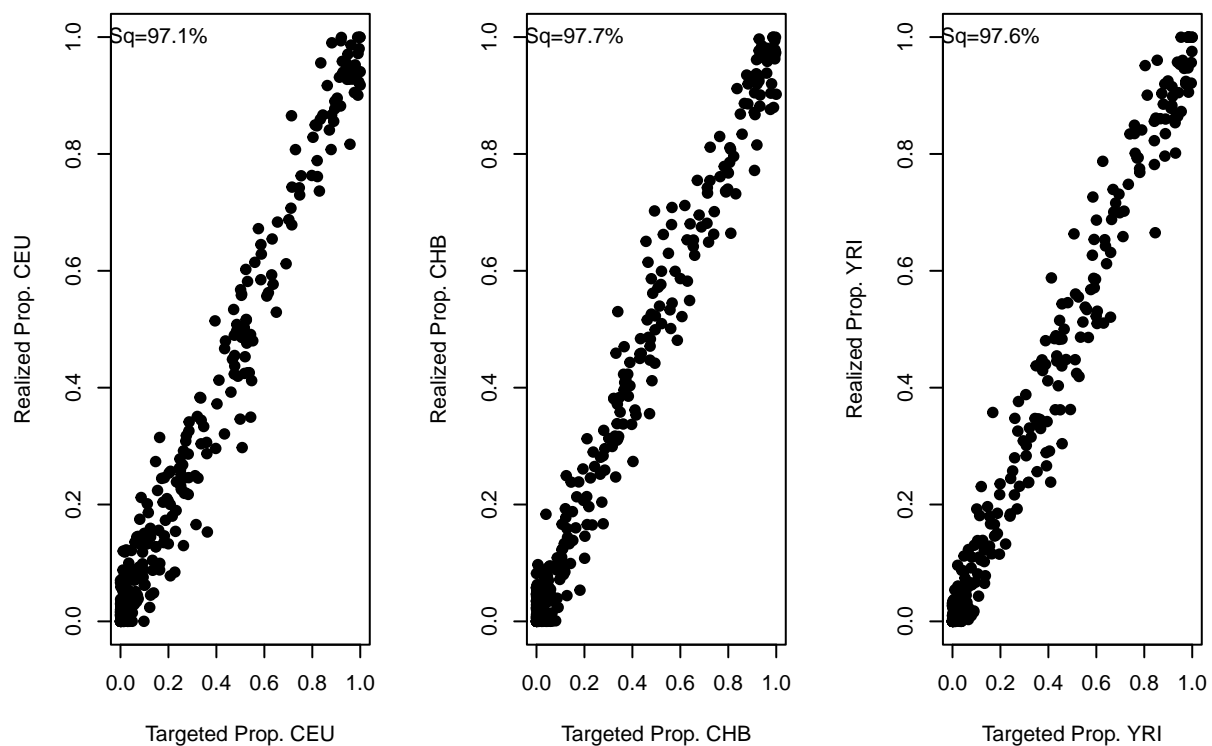 Sq=97.1%
Realized Prop. CEU
0.0 0.2 0.4 0.6 0.8 1.0
0.0 0.2 0.4 0.6 0.8 1.0
Targeted Prop. CEU
Sq=97.7%
Realized Prop. CHB
0.0 0.2 0.4 0.6 0.8 1.0
0.0 0.2 0.4 0.6 0.8 1.0
Targeted Prop. CHB
Sq=97.6%
Realized Prop. YRI
0.0 0.2 0.4 0.6 0.8 1.0
0.0 0.2 0.4 0.6 0.8 1.0
Targeted Prop. YRI